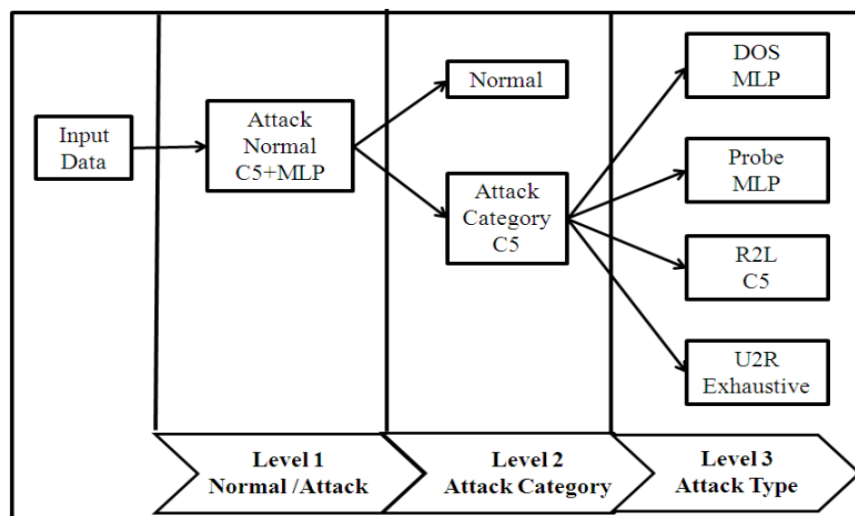 Input
Data
Attack
Normal
C5+MLP
Normal
Attack
Category
C5
DOS
MLP
Probe
MLP
R2L
C5
U2R
Exhaustive
Level 1
Normal /Attack
Level 2
Attack Category
Level 3
Attack Type